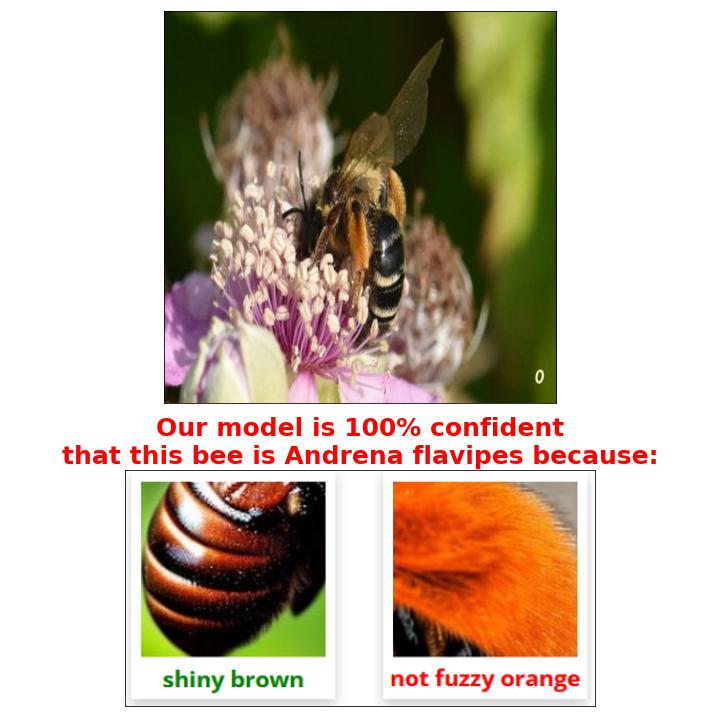 0
Our model is 100% confident
that this bee is Andrena flavipes because:
shiny brown
not fuzzy orange